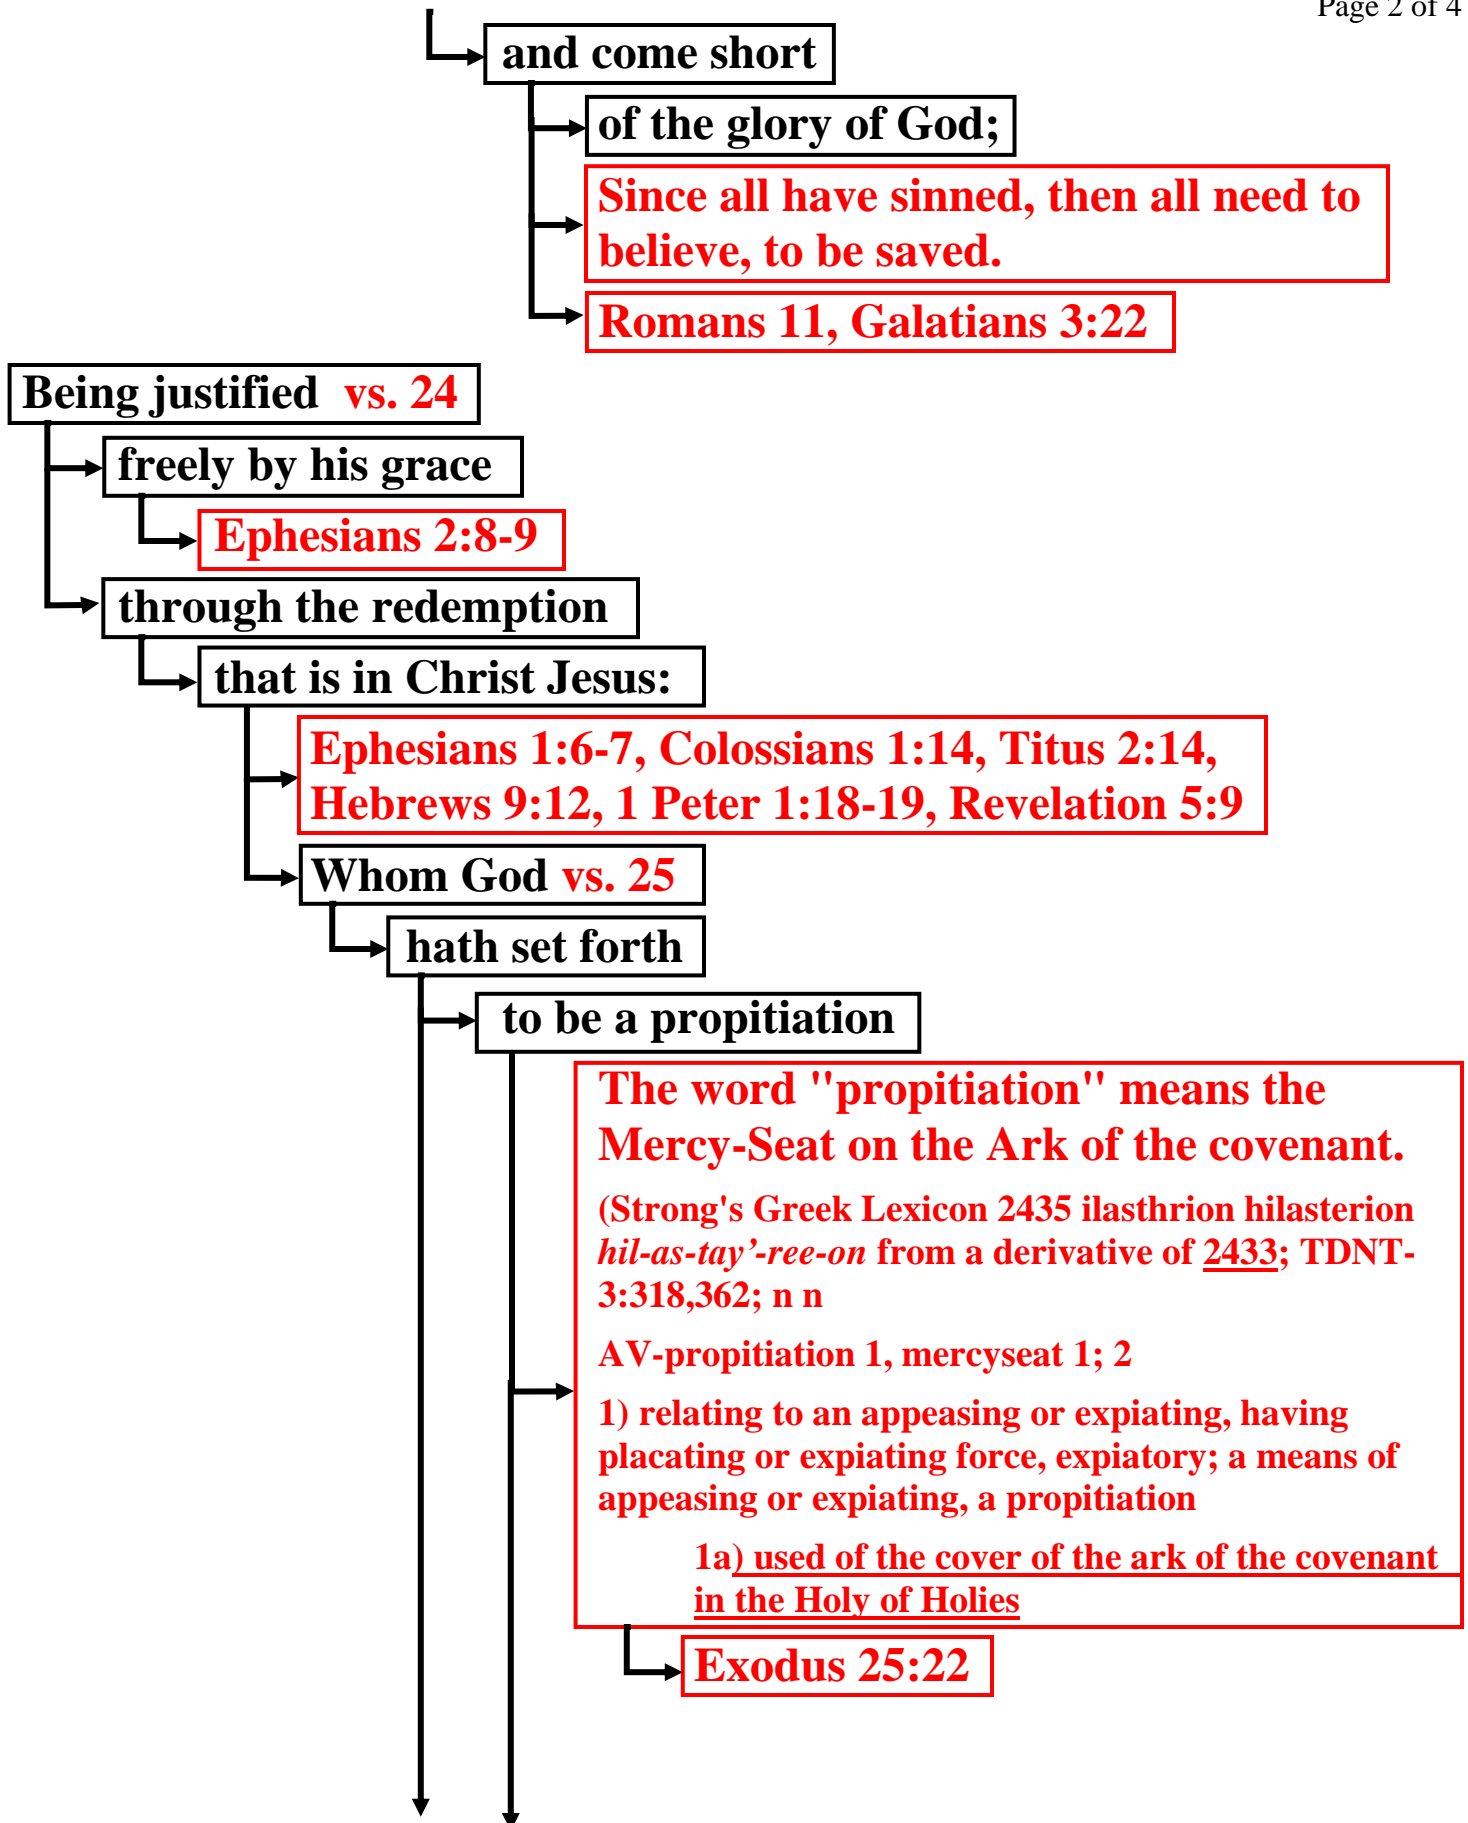 Page 2 of 4
and come short
of the glory of God;
Since all have sinned, then all need to
believe, to be saved.
Romans 11, Galatians 3:22
Being justified vs. 24
freely by his grace
Ephesians 2:8-9
through the redemption
that is in Christ Jesus:
Ephesians 1:6-7, Colossians 1:14, Titus 2:14,
Hebrews 9:12, 1 Peter 1:18-19, Revelation 5:9
Whom God vs. 25
hath set forth
to be a propitiation
The word "propitiation" means the
Mercy-Seat on the Ark of the covenant.
(Strong's Greek Lexicon 2435 ilasthrion hilasterion
hil-as-tay’-ree-on from a derivative of 2433; TDNT-
3:318,362; n n
AV-propitiation 1, mercyseat 1; 2
1) relating to an appeasing or expiating, having
placating or expiating force, expiatory; a means of
appeasing or expiating, a propitiation
1a) used of the cover of the ark of the covenant
in the Holy of Holies
Exodus 25:22